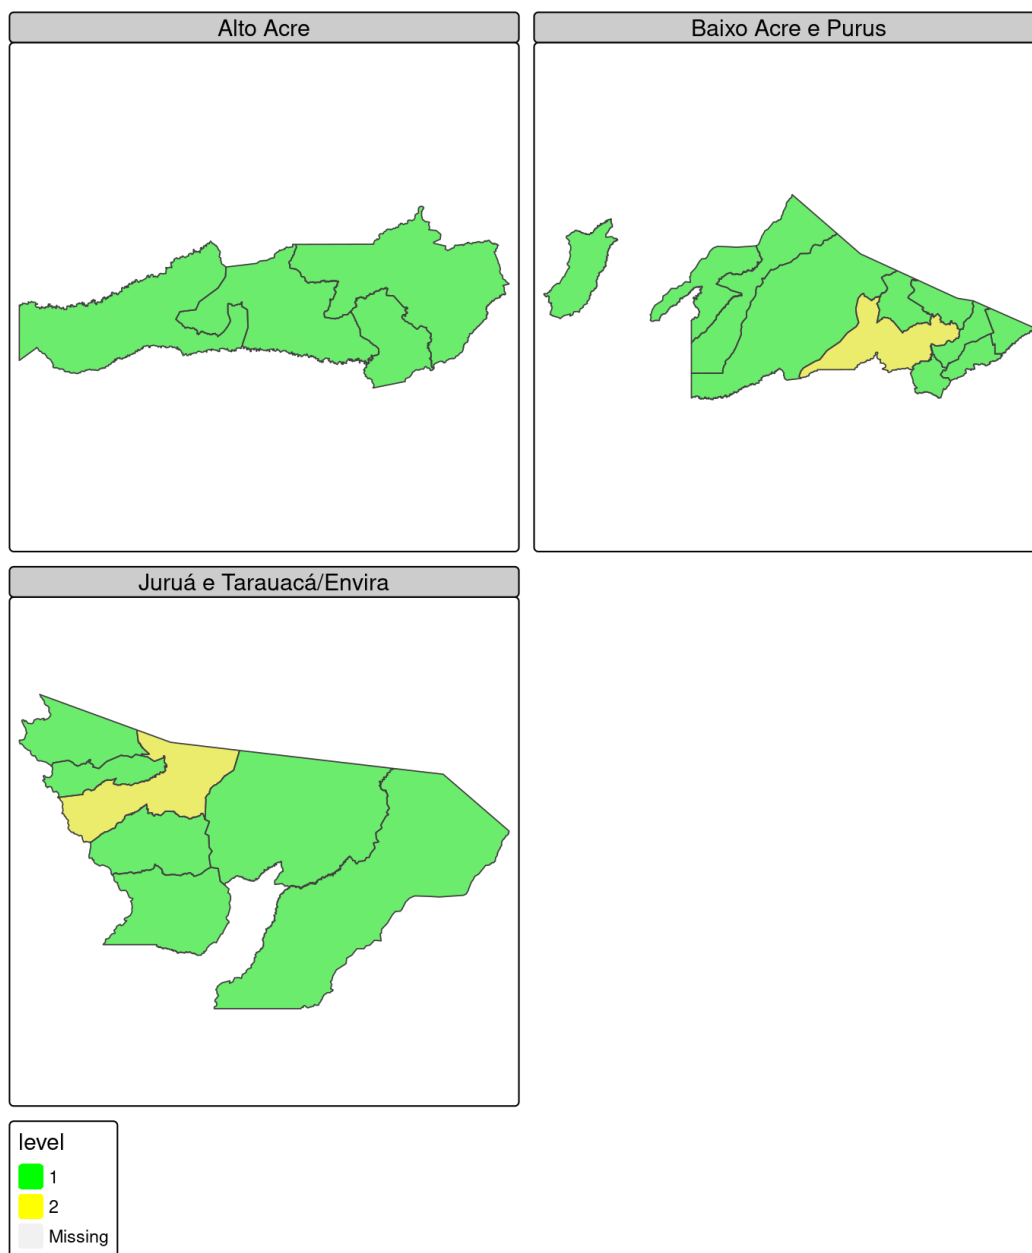 Alto Acre
Baixo Acre e Purus
Juruá e Tarauacá/Envira
level
1
2
Missing